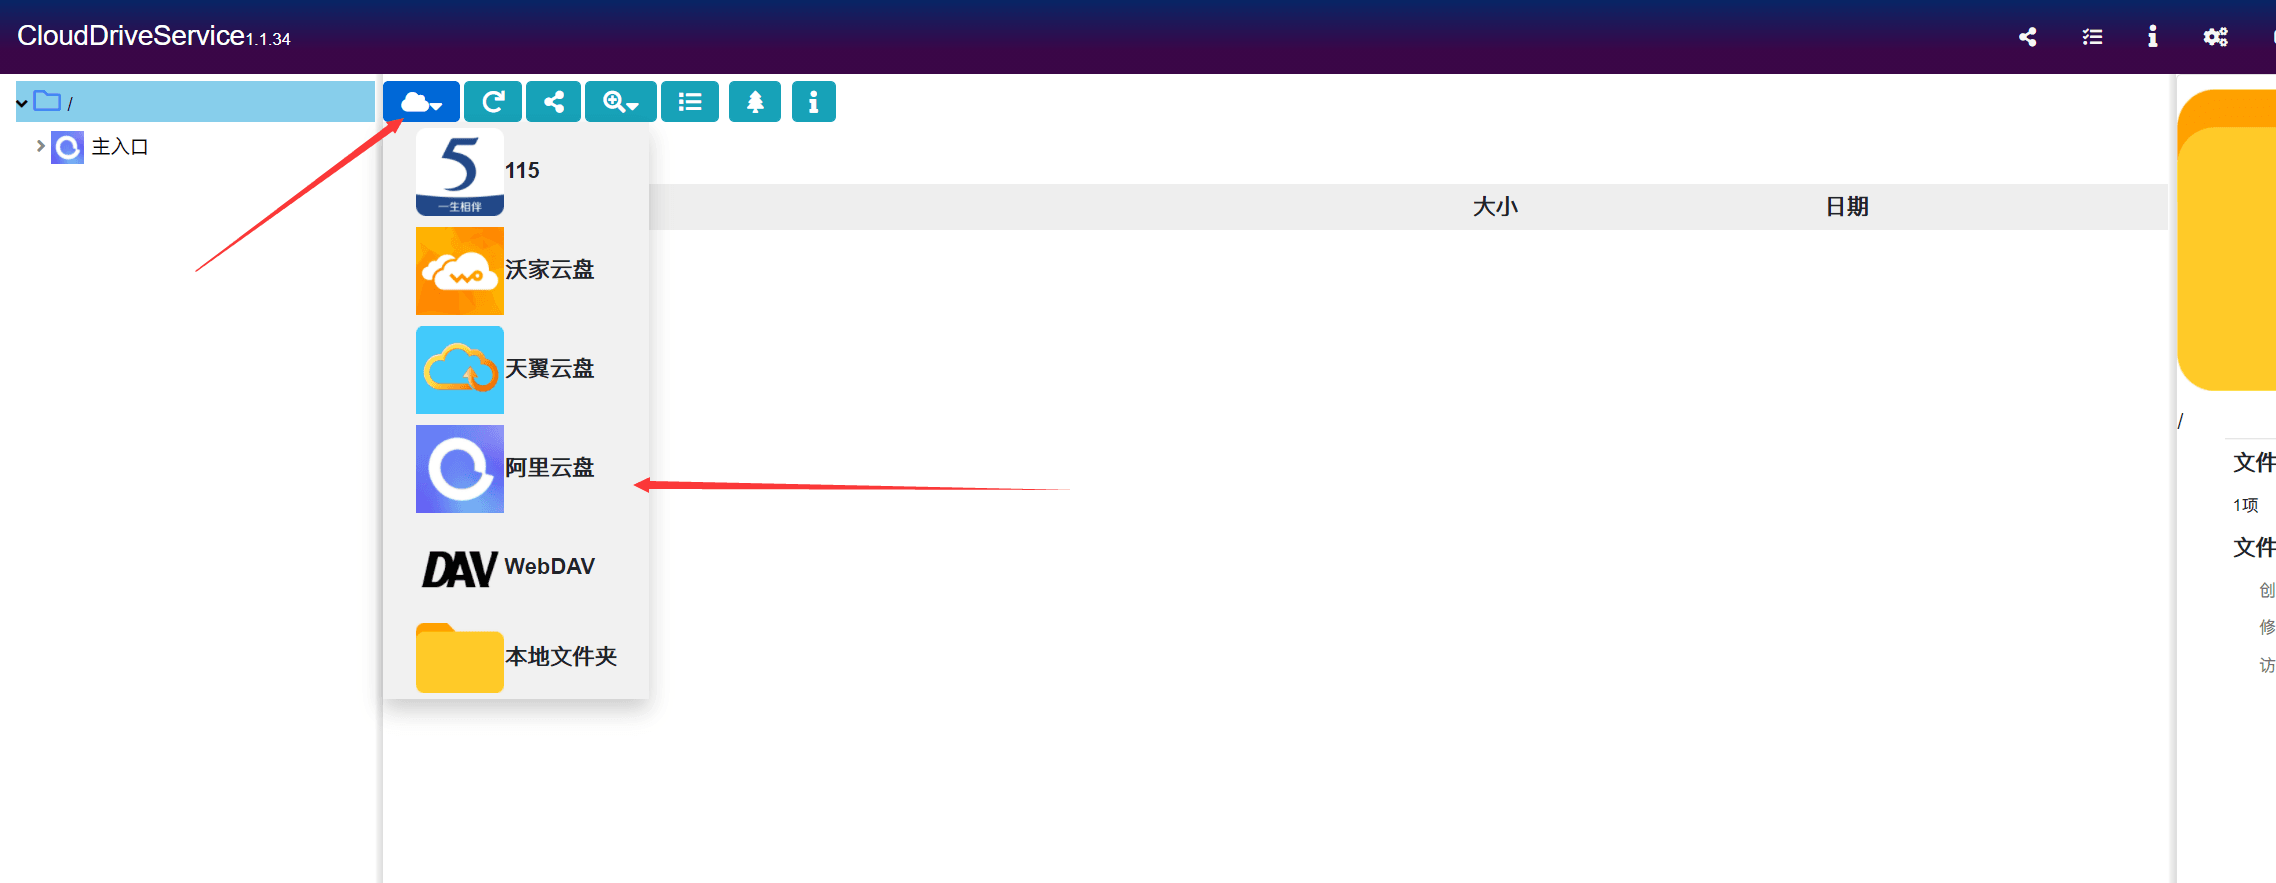 CloudDriveService1.1.34
/
主入口
5
一生相伴
115
沃家云盘
天翼云盘
阿里云盘
DAV WebDAV
本地文件夹
大小
日期
/
文件
1项
文件
创
修
访